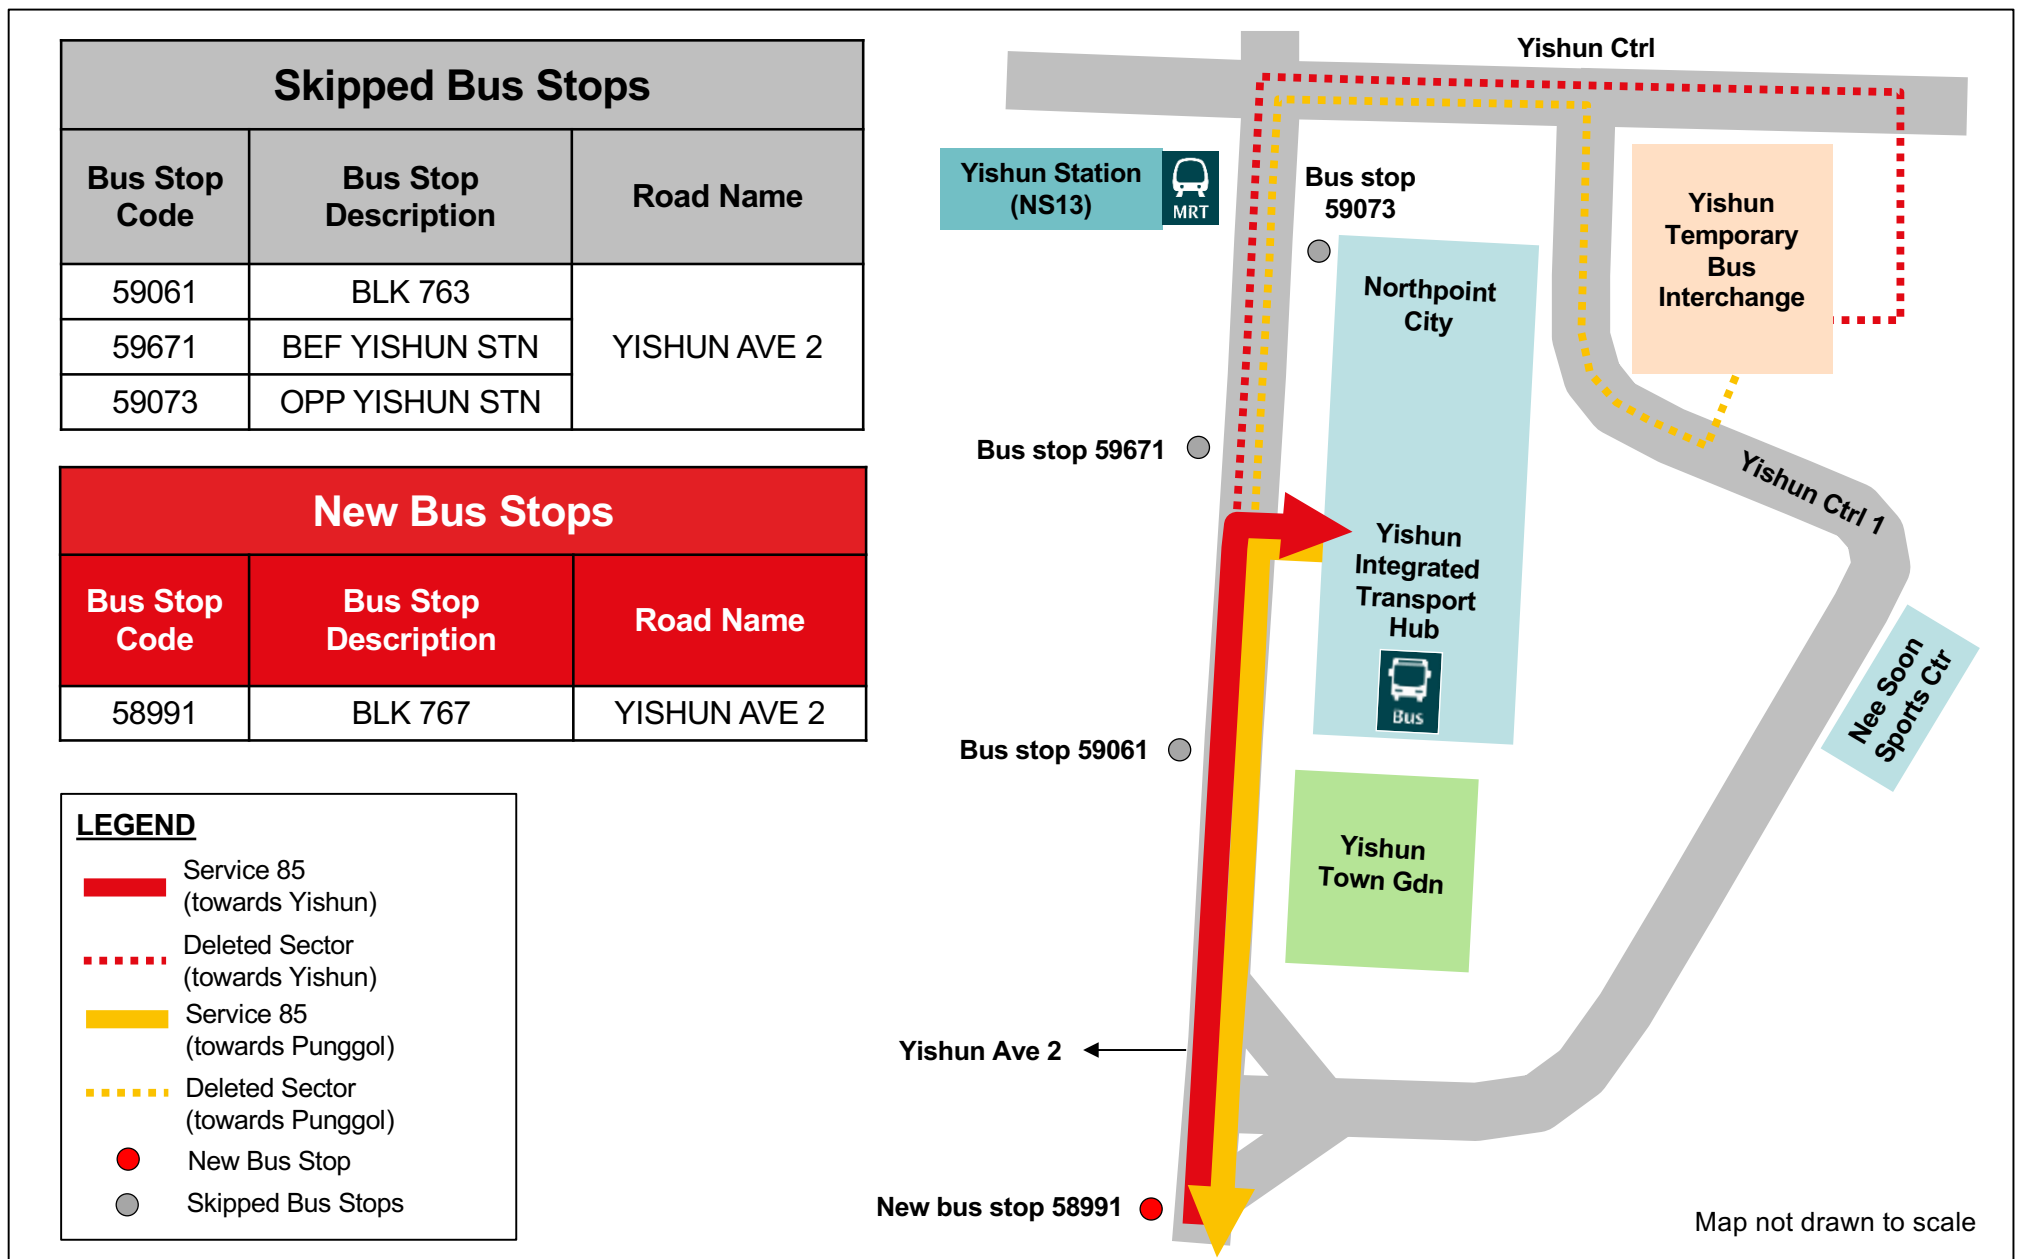 Skipped Bus Stops
Bus Stop
Code
Bus Stop
Description
Road Name
59061
BLK 763
YISHUN AVE 2
59671
BEF YISHUN STN
59073
OPP YISHUN STN
New Bus Stops
Bus Stop
Code
Bus Stop
Description
Road Name
58991
BLK 767
YISHUN AVE 2
LEGEND
Service 85
(towards Yishun)
Deleted Sector
(towards Yishun)
Service 85
(towards Punggol)
Deleted Sector
(towards Punggol)
New Bus Stop
Skipped Bus Stops
Yishun Ctrl
Yishun Station
(NS13)
MRT
Bus stop
59073
Yishun
Temporary
Bus
Interchange
Northpoint
City
Bus stop 59671
Yishun Ctrl 1
Yishun
Integrated
Transport
Hub
Bus
Nee Soon
Sports Ctr
Bus stop 59061
Yishun
Town Gdn
Yishun Ave 2
New bus stop 58991
Map not drawn to scale